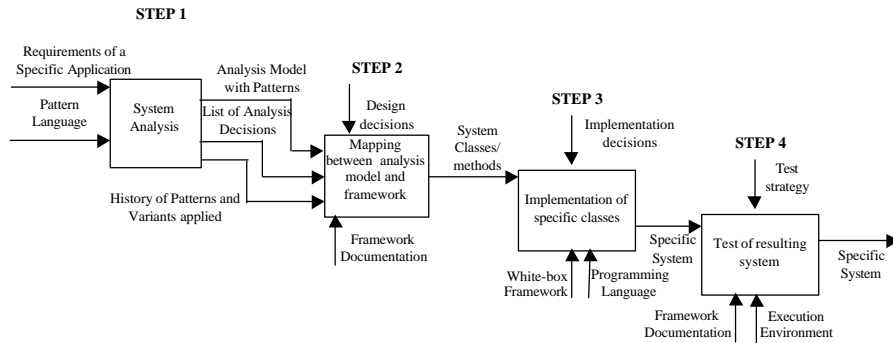 STEP 1
Requirements of a
Specific Application
Pattern
Language
System
Analysis
Analysis Model
with Patterns
List of Analysis
Decisions
History of Patterns and
Variants applied
STEP 2
Design
decisions
Mapping
between analysis
model and
framework
Framework
Documentation
System
Classes/
methods
STEP 3
Implementation
decisions
Implementation of
specific classes
White-box
Framework
Programming
Language
Specific
System
STEP 4
Test
strategy
Test of resulting
system
Framework
Documentation
Execution
Environment
Specific
System